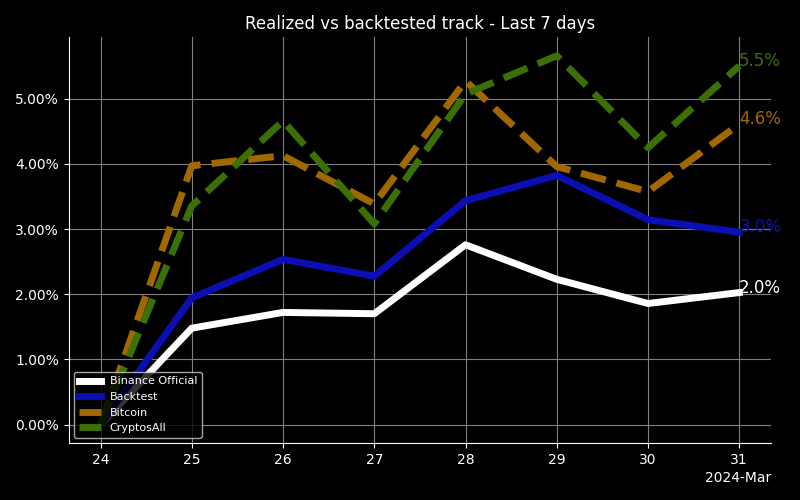 Realized vs backtested track - Last 7 days
5.5%
5.00%
4.6%
4.00%
3.00%
3.0%
2.00%
2.0%
1.00%
0.00%
Binance Official
Backtest
Bitcoin
CryptosAll
24 25 26 27 28 29 30 31
2024-Mar